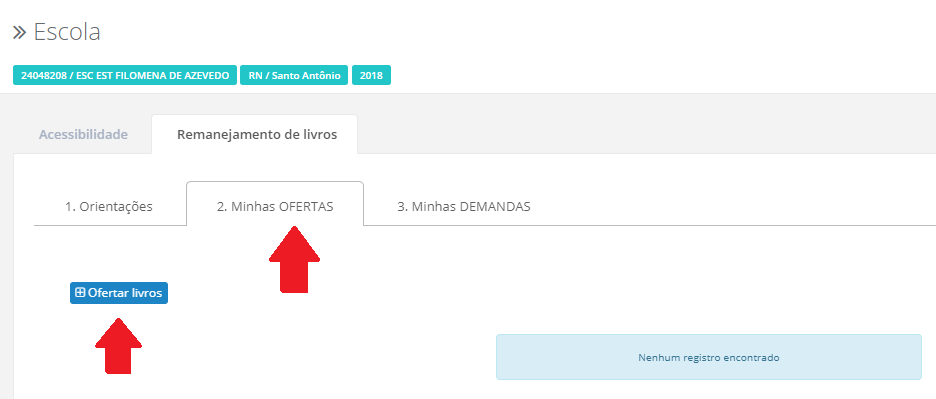 Escola
24048208 / ESC EST FILOMENA DE AZEVEDO RN / Santo Antônio 2018
Acessibilidade Remanejamento de livros
1. Orientações 2. Minhas OFERTAS 3. Minhas DEMANDAS
Ofertar livros
Nenhum registro encontrado